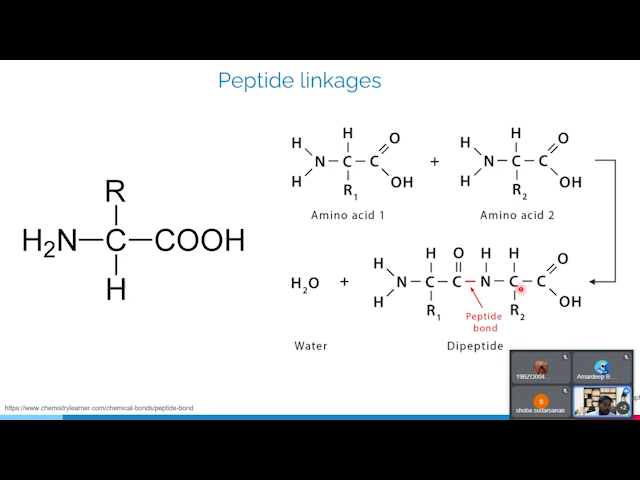 Peptide linkages
R
H₂N—C—COOH
H
H H O
N — C — C
H R₁ OH
Amino acid 1
+
H H O
N — C — C
H R₂ OH
Amino acid 2
H₂O
Water
+
H H O H H O
N — C — C — N — C — C
H R₁ R₂ OH
Peptide
bond
Dipeptide
https://www.chemistrylearner.com/chemical-bonds/peptide-bond
19BZO04...
Amardeep B...
shoba sudarsanan
S
+2